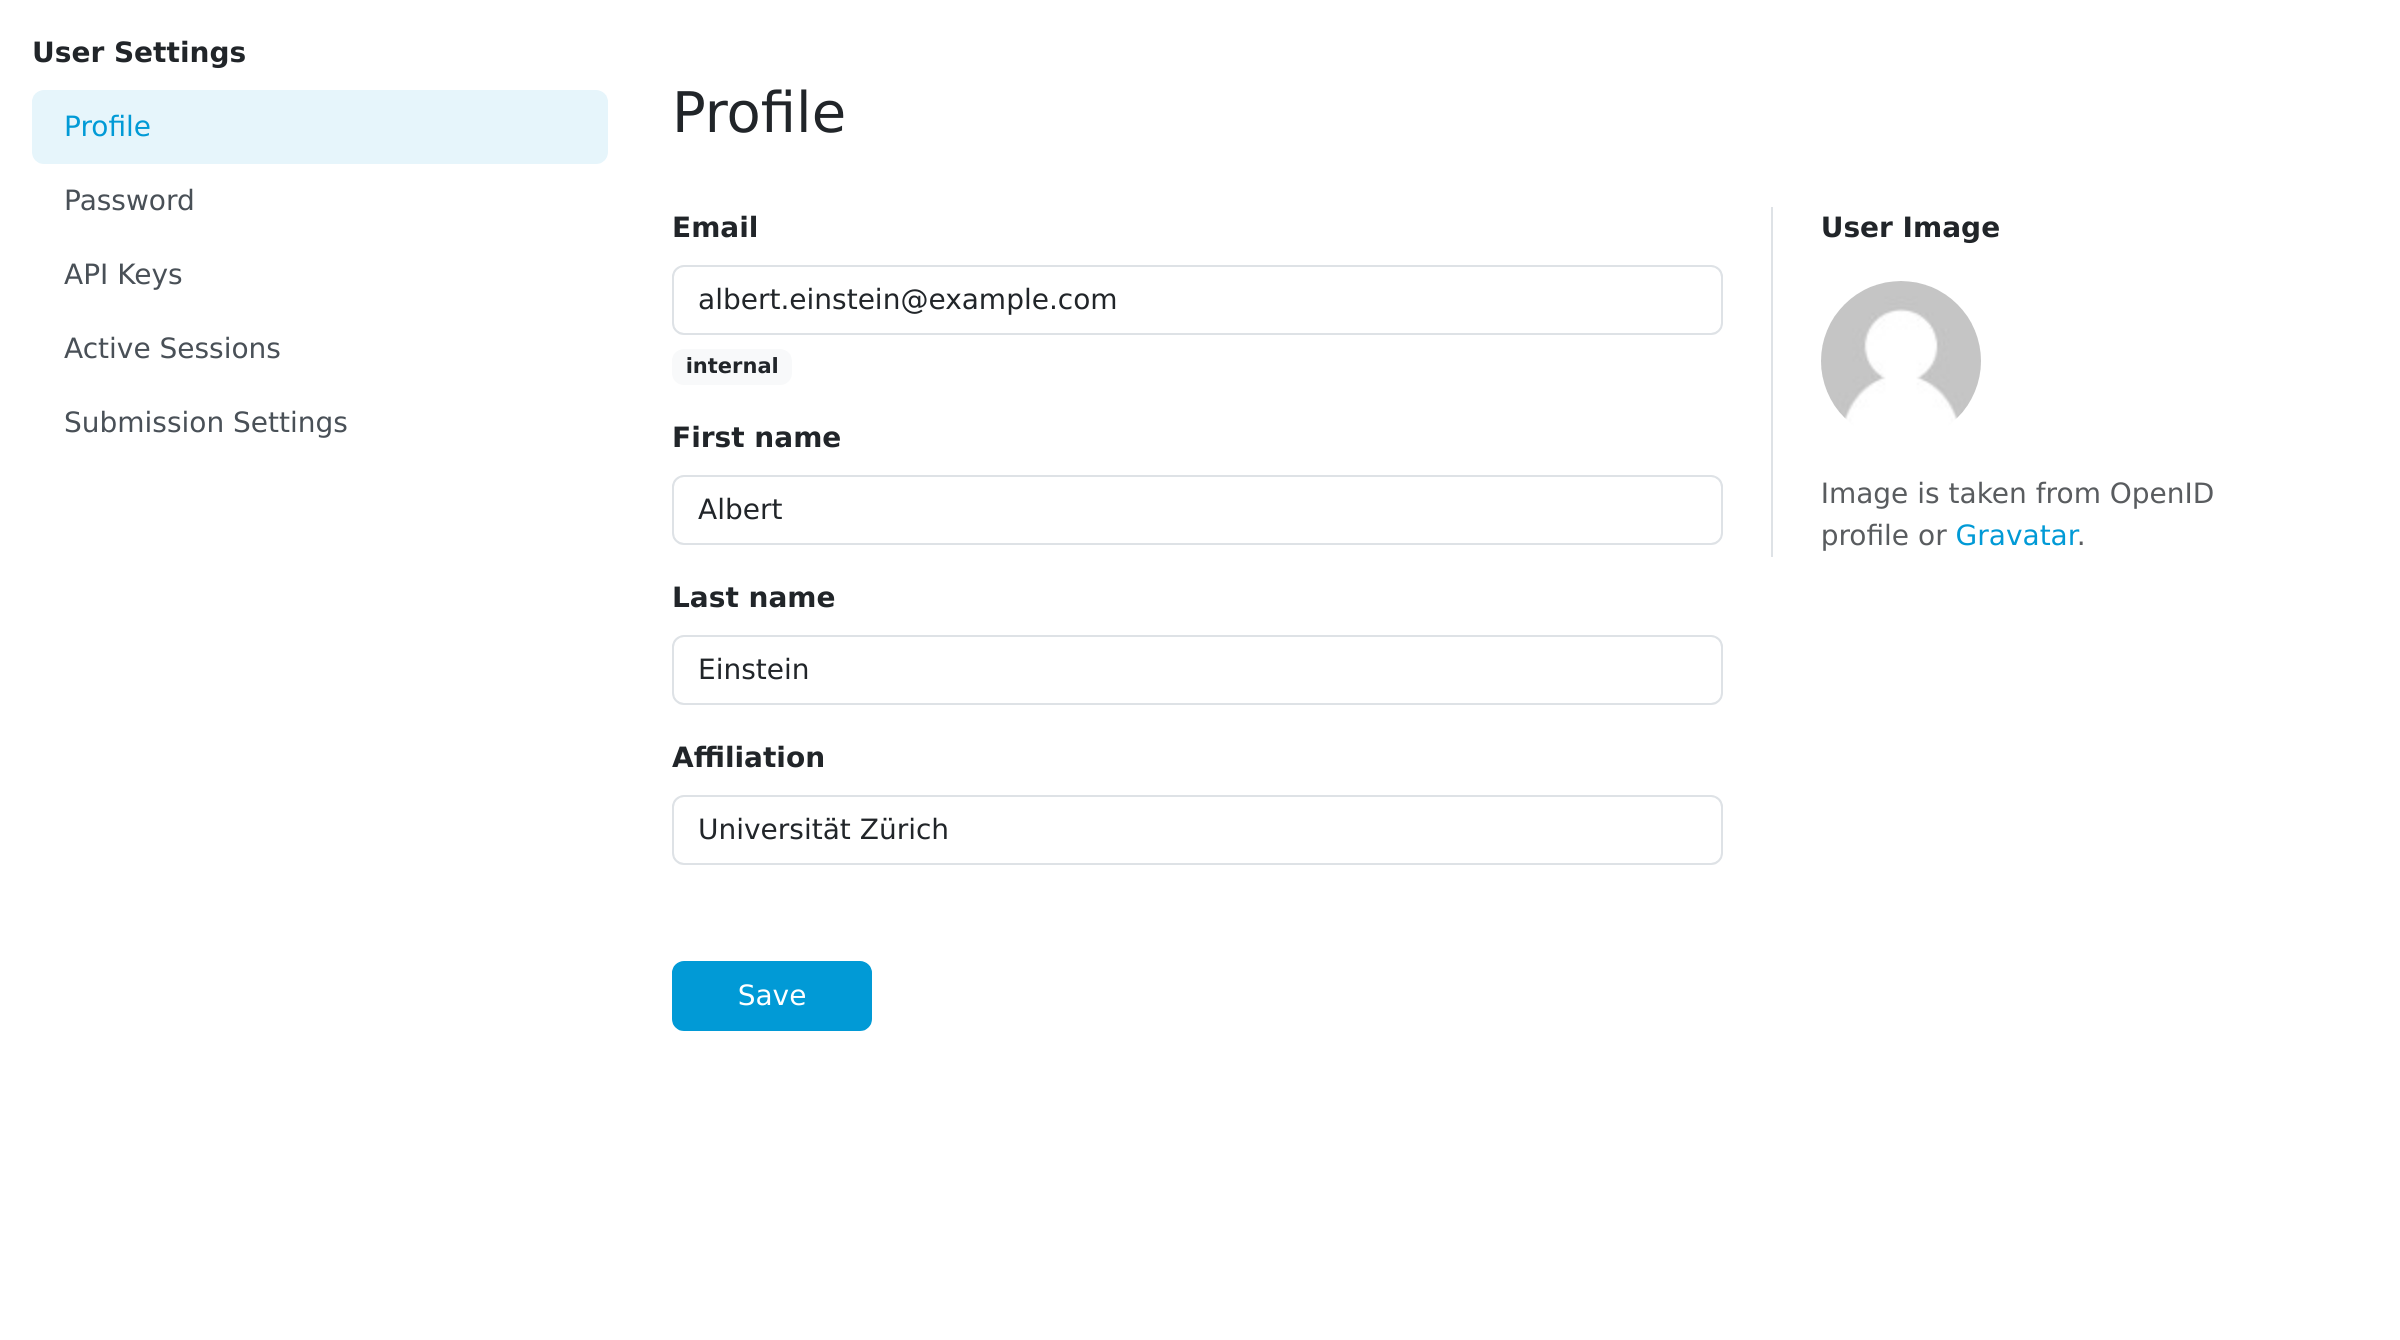 User Settings
Profile
Password
API Keys
Active Sessions
Submission Settings
Profile
Email
albert.einstein@example.com
internal
First name
Albert
Last name
Einstein
Affiliation
Universität Zürich
Save
User Image
Image is taken from OpenID
profile or Gravatar.